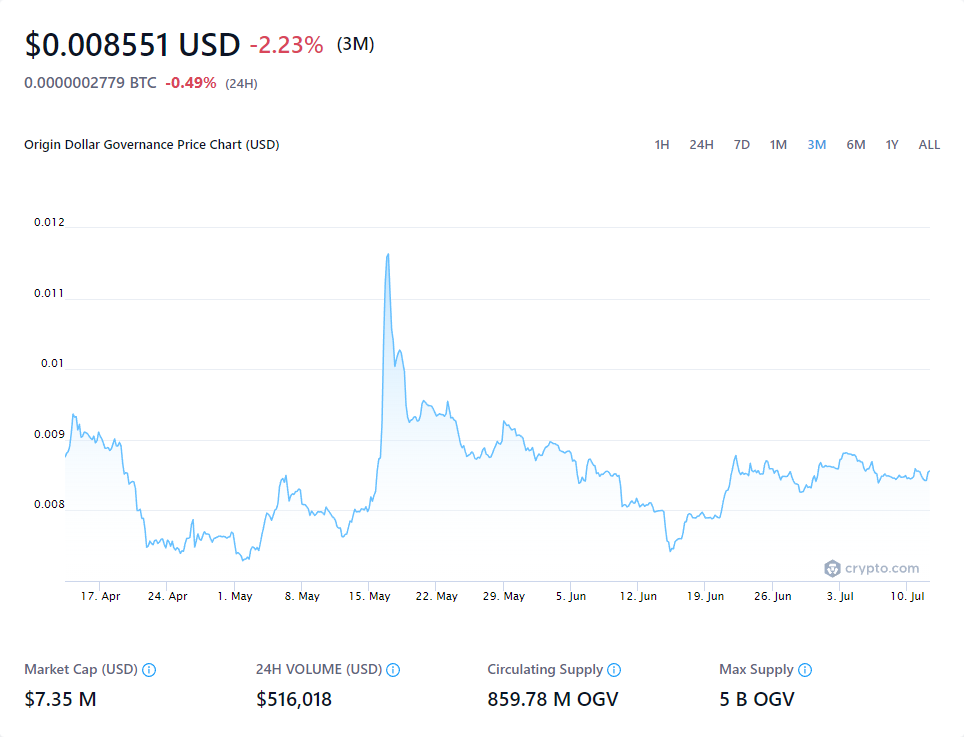 $0.008551 USD -2.23% (3M)
0.0000002779 BTC -0.49% (24H)
Origin Dollar Governance Price Chart (USD) 1H 24H 7D 1M 3M 6M 1Y ALL
0.012
0.011
0.01
0.009
0.008
crypto.com
17. Apr 24. Apr 1. May 8. May 15. May 22. May 29. May 5. Jun 12. Jun 19. Jun 26. Jun 3. Jul 10. Jul
Market Cap (USD) 24H VOLUME (USD) Circulating Supply Max Supply
$7.35 M $516,018 859.78 M OGV 5 B OGV